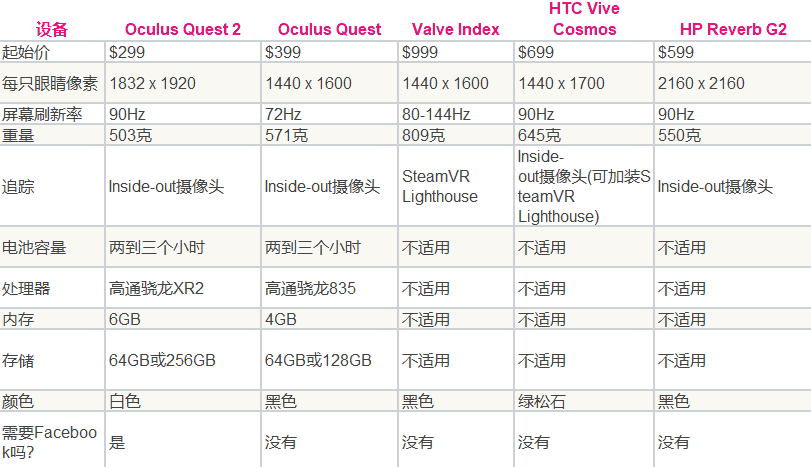 设备 Oculus Quest 2 Oculus Quest Valve Index HTC Vive Cosmos HP Reverb G2
起始价 $299 $399 $999 $699 $599
每只眼睛像素 1832 x 1920 1440 x 1600 1440 x 1600 1440 x 1700 2160 x 2160
屏幕刷新率 90Hz 72Hz 80-144Hz 90Hz 90Hz
重量 503克 571克 809克 645克 550克
追踪 Inside-out摄像头 Inside-out摄像头 SteamVR Lighthouse Inside-out摄像头(可加装SteamVR Lighthouse) Inside-out摄像头
电池容量 两到三个小时 两到三个小时 不适用 不适用 不适用
处理器 高通骁龙XR2 高通骁龙835 不适用 不适用 不适用
内存 6GB 4GB 不适用 不适用 不适用
存储 64GB或256GB 64GB或128GB 不适用 不适用 不适用
颜色 白色 黑色 黑色 绿松石 黑色
需要Facebook吗? 是 没有 没有 没有 没有